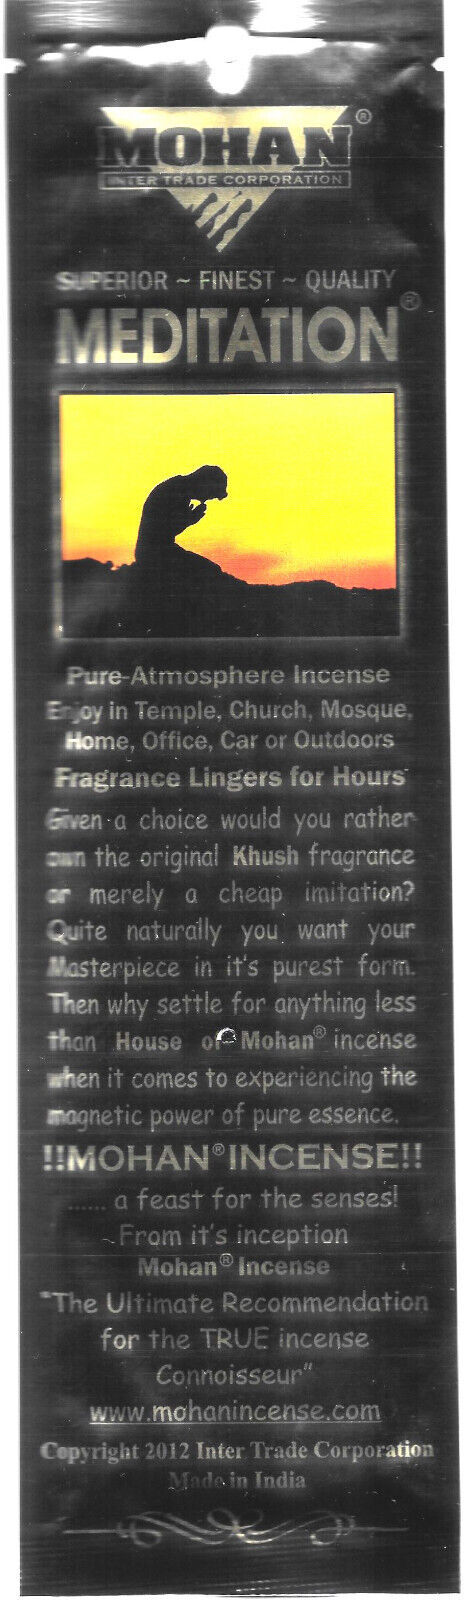 MOHAN®
INTER TRADE CORPORATION
SUPERIOR ~ FINEST ~ QUALITY
MEDITATION®
Pure-Atmosphere Incense
Enjoy in Temple, Church, Mosque,
Home, Office, Car or Outdoors
Fragrance Lingers for Hours
Given a choice would you rather
own the original Khush fragrance
or merely a cheap imitation?
Quite naturally you want your
Masterpiece in it's purest form.
Then why settle for anything less
than House of Mohan® incense
when it comes to experiencing the
magnetic power of pure essence.
!!MOHAN® INCENSE!!
...... a feast for the senses!
From it's inception
Mohan® Incense
"The Ultimate Recommendation
for the TRUE incense
Connoisseur"
www.mohanincense.com
Copyright 2012 Inter Trade Corporation
Made in India